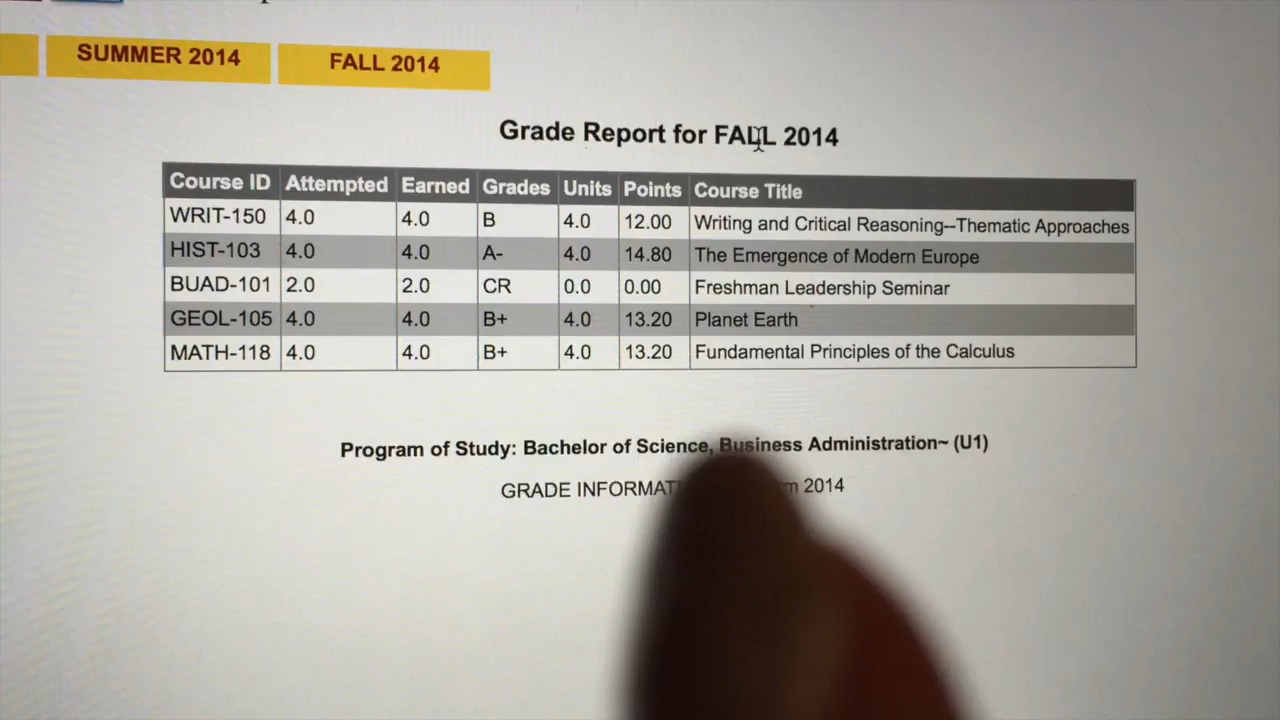 SUMMER 2014 FALL 2014
Grade Report for FALL 2014
Course ID Attempted Earned Grades Units Points Course Title
WRIT-150 4.0 4.0 B 4.0 12.00 Writing and Critical Reasoning--Thematic Approaches
HIST-103 4.0 4.0 A- 4.0 14.80 The Emergence of Modern Europe
BUAD-101 2.0 2.0 CR 0.0 0.00 Freshman Leadership Seminar
GEOL-105 4.0 4.0 B+ 4.0 13.20 Planet Earth
MATH-118 4.0 4.0 B+ 4.0 13.20 Fundamental Principles of the Calculus
Program of Study: Bachelor of Science, Business Administration~ (U1)
GRADE 2014